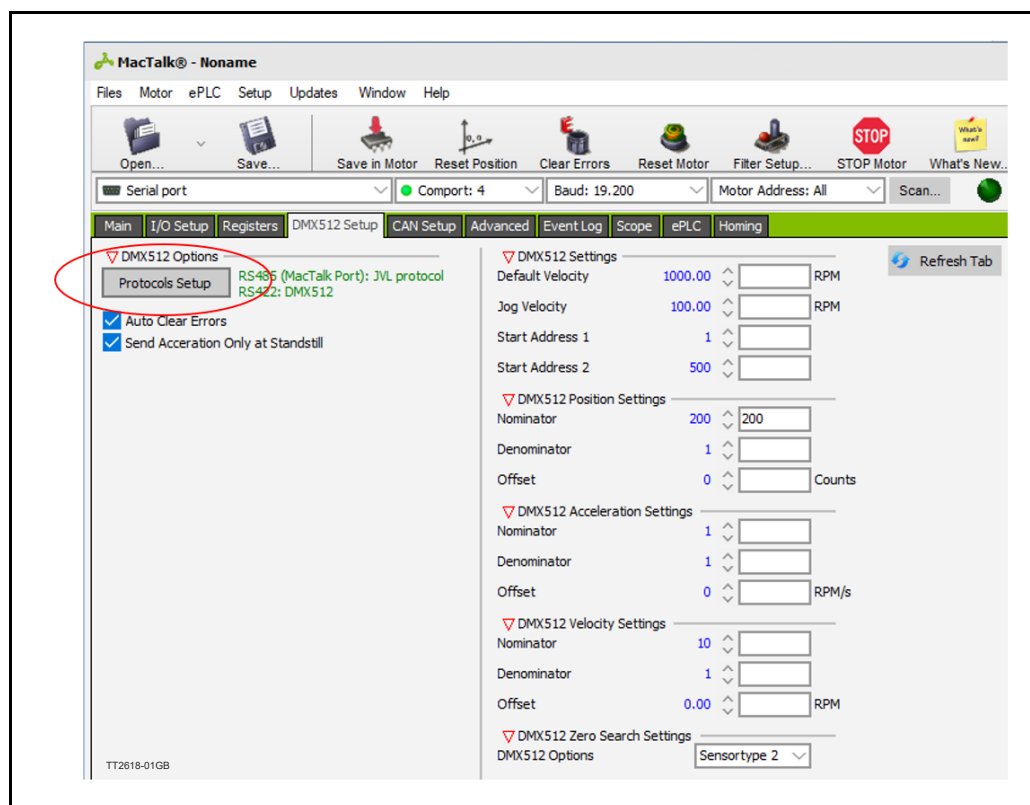 MacTalk® - Noname
Files Motor ePLC Setup Updates Window Help
Open... Save... Save in Motor Reset Position Clear Errors Reset Motor Filter Setup... STOP Motor What's New..
STOP
What's new?
0,0
Serial port Comport: 4 Baud: 19.200 Motor Address: All Scan...
Main I/O Setup Registers DMX512 Setup CAN Setup Advanced Event Log Scope ePLC Homing
DMX512 Options
Protocols Setup
RS485 (MacTalk Port): JVL protocol
RS422: DMX512
Auto Clear Errors
Send Acceration Only at Standstill
DMX512 Settings
Default Velocity 1000.00 RPM
Jog Velocity 100.00 RPM
Start Address 1 1
Start Address 2 500
DMX512 Position Settings
Nominator 200 200
Denominator 1
Offset 0 Counts
DMX512 Acceleration Settings
Nominator 1
Denominator 1
Offset 0 RPM/s
DMX512 Velocity Settings
Nominator 10
Denominator 1
Offset 0.00 RPM
DMX512 Zero Search Settings
DMX512 Options Sensortype 2
Refresh Tab
TT2618-01GB